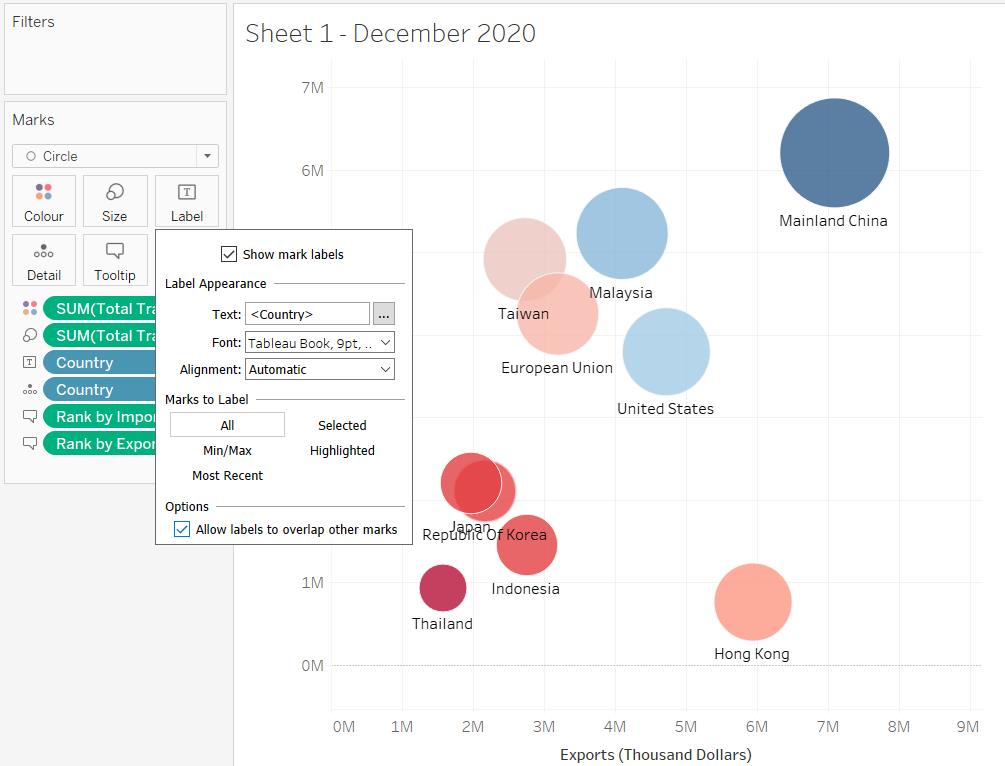 Filters
Marks
Circle
Colour
Size
Label
Detail
Tooltip
SUM(Total Tra
SUM(Total Tra
Country
Country
Rank by Impor
Rank by Expor
Show mark labels
Label Appearance
Text: <Country> ...
Font: Tableau Book, 9pt, ..
Alignment: Automatic
Marks to Label
All
Selected
Min/Max
Highlighted
Most Recent
Options
Allow labels to overlap other marks
Sheet 1 - December 2020
7M
6M
1M
0M
Mainland China
Malaysia
Taiwan
European Union
United States
Japan
Republic Of Korea
Indonesia
Thailand
Hong Kong
0M 1M 2M 3M 4M 5M 6M 7M 8M 9M
Exports (Thousand Dollars)